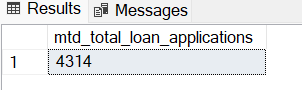 Results Messages
mtd_total_loan_applications
1 4314